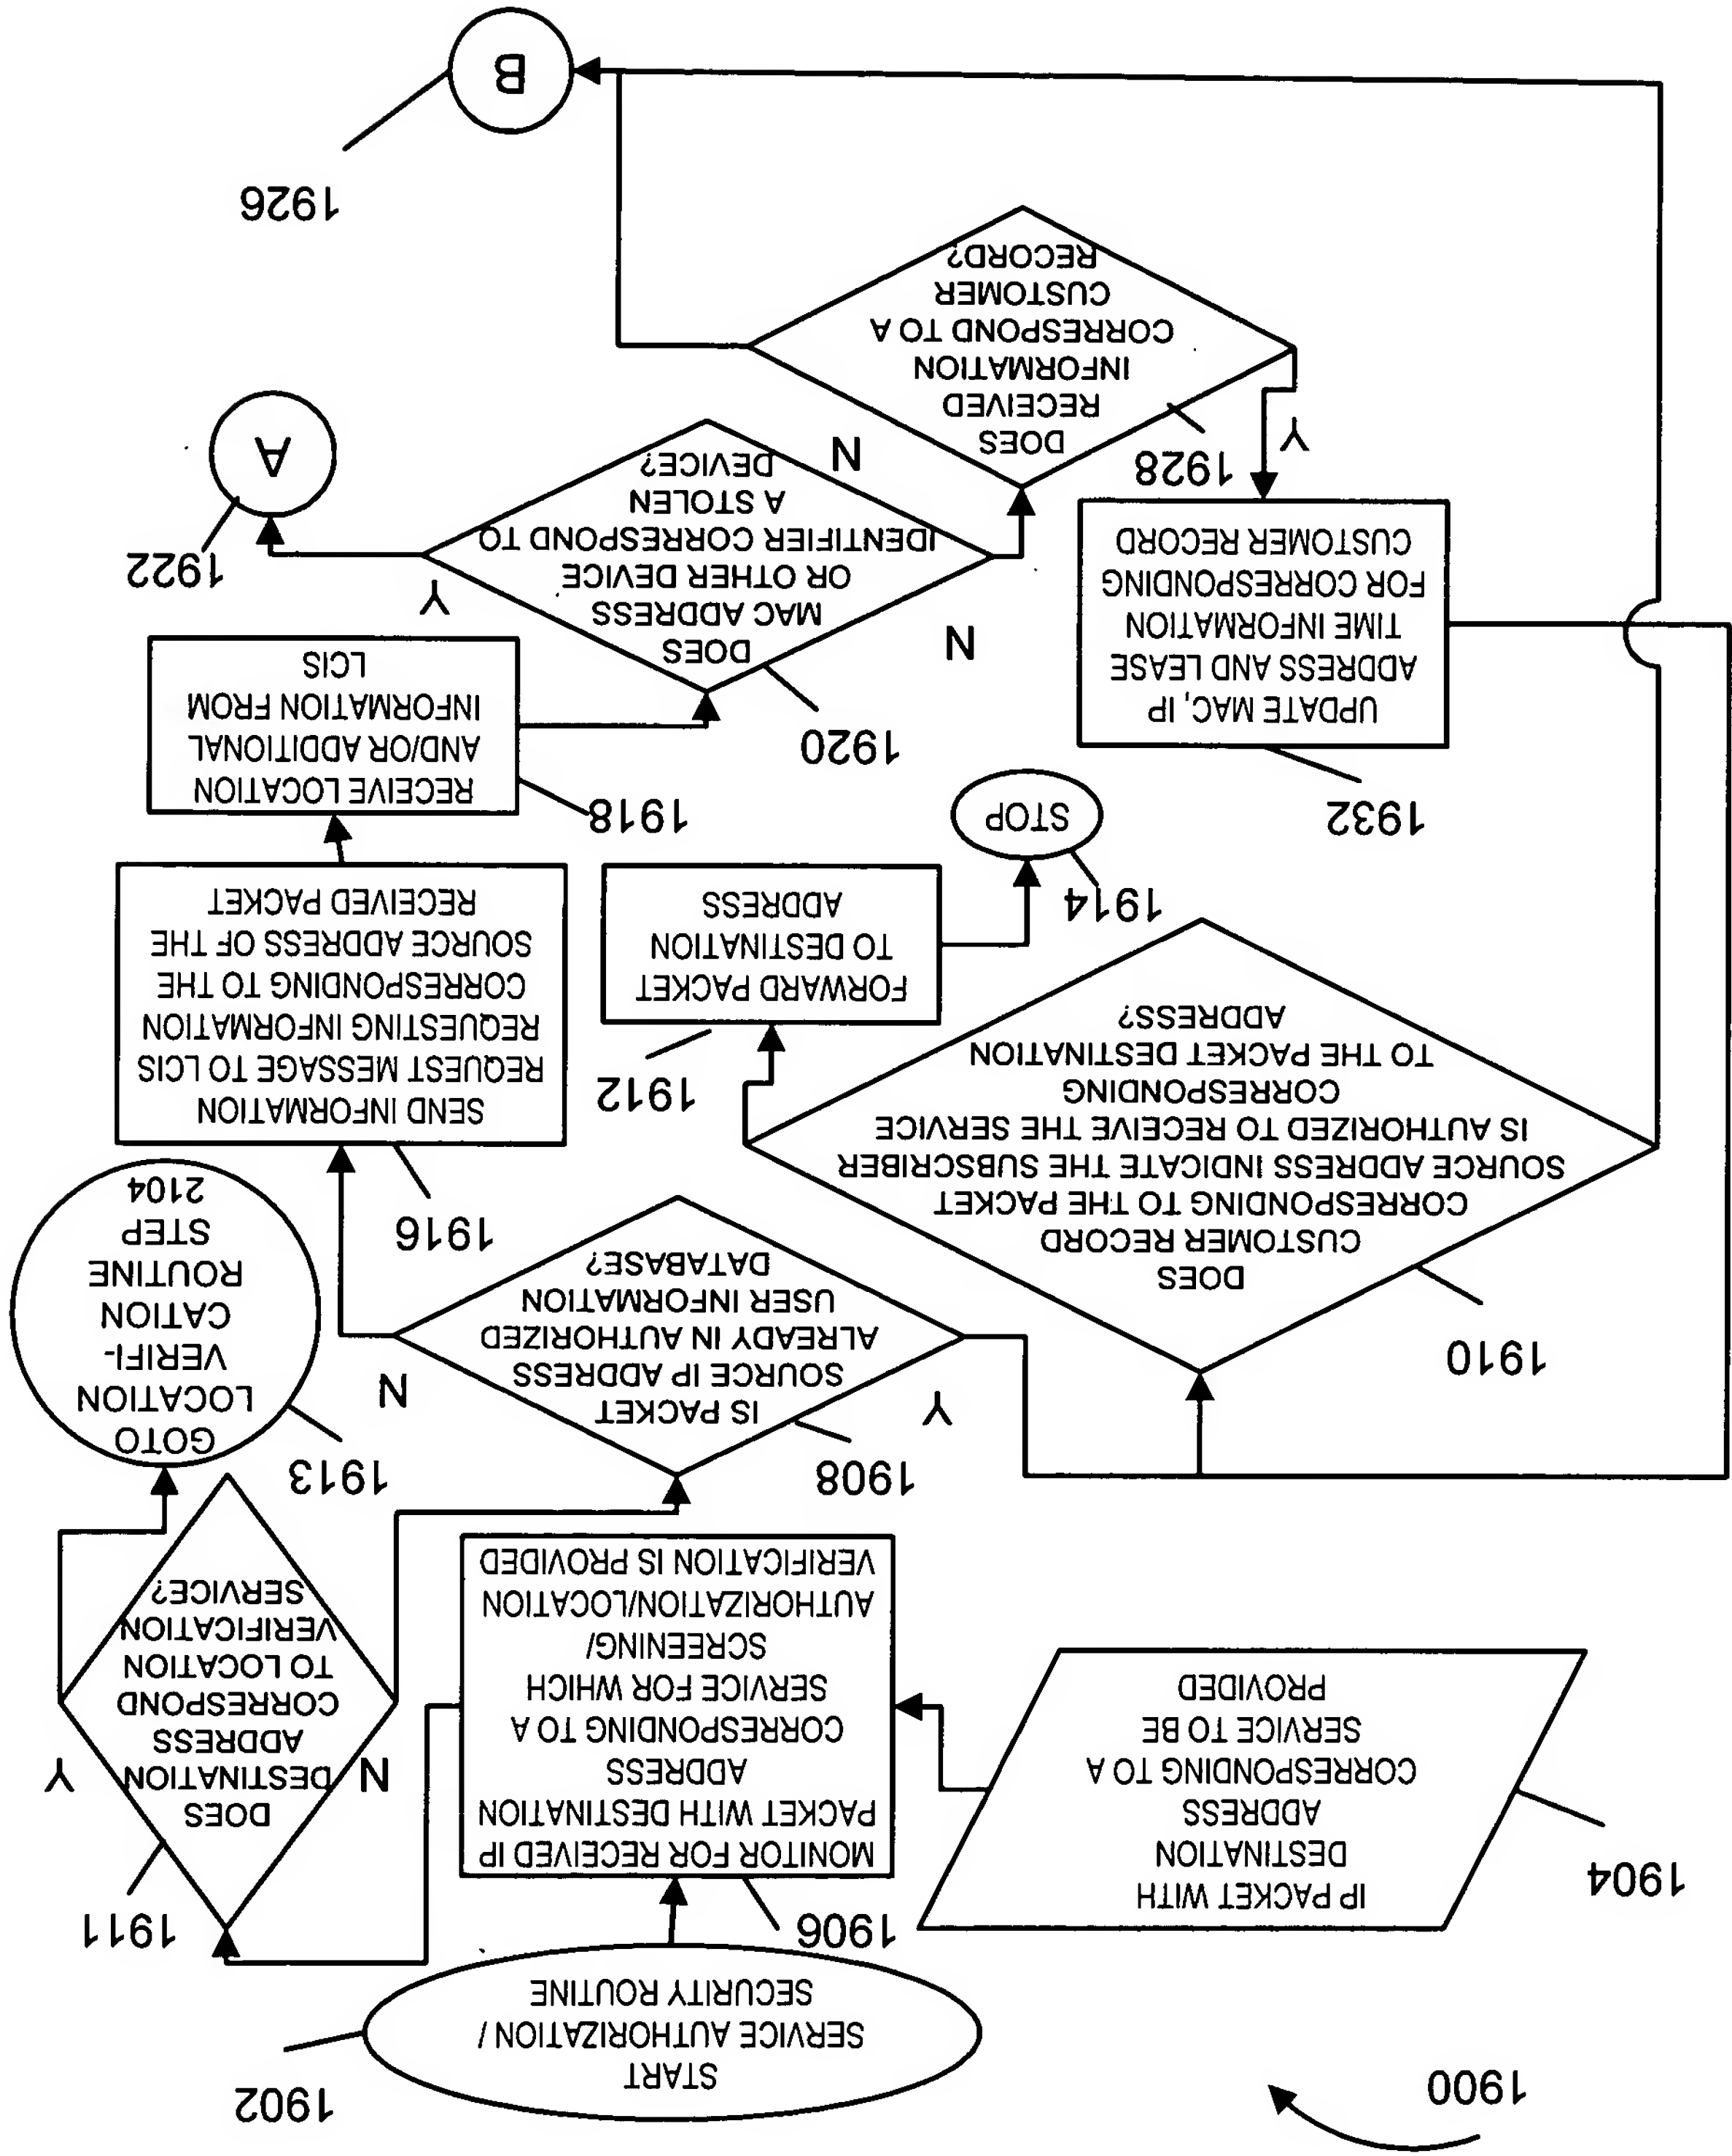 1900
START
SERVICE AUTHORIZATION /
SECURITY ROUTINE
1902
IP PACKET WITH
DESTINATION
ADDRESS
CORRESPONDING TO A
SERVICE TO BE
PROVIDED
1904
MONITOR FOR RECEIVED IP
PACKET WITH DESTINATION
ADDRESS
CORRESPONDING TO A
SERVICE FOR WHICH
SCREENING/
AUTHORIZATION/LOCATION
VERIFICATION IS PROVIDED
1906
DOES
DESTINATION
ADDRESS
CORRESPOND
TO LOCATION
VERIFICATION
SERVICE?
1911
N
Y
GOTO
LOCATION
VERIFI-
CATION
ROUTINE
STEP
2104
1913
IS PACKET
SOURCE IP ADDRESS
ALREADY IN AUTHORIZED
USER INFORMATION
DATABASE?
1908
Y
N
DOES
CUSTOMER RECORD
CORRESPONDING TO THE PACKET
SOURCE ADDRESS INDICATE THE SUBSCRIBER
IS AUTHORIZED TO RECEIVE THE SERVICE
CORRESPONDING
TO THE PACKET DESTINATION
ADDRESS?
1910
FORWARD PACKET
TO DESTINATION
ADDRESS
1912
STOP
1914
SEND INFORMATION
REQUEST MESSAGE TO LCIS
REQUESTING INFORMATION
CORRESPONDING TO THE
SOURCE ADDRESS OF THE
RECEIVED PACKET
1916
RECEIVE LOCATION
AND/OR ADDITIONAL
INFORMATION FROM
LCIS
1918
DOES
MAC ADDRESS
OR OTHER DEVICE
IDENTIFIER CORRESPOND TO
A STOLEN
DEVICE?
1920
N
Y
A
1922
DOES
RECEIVED
INFORMATION
CORRESPOND TO A
CUSTOMER
RECORD?
1928
Y
N
UPDATE MAC, IP
ADDRESS AND LEASE
TIME INFORMATION
FOR CORRESPONDING
CUSTOMER RECORD
1932
B
1926